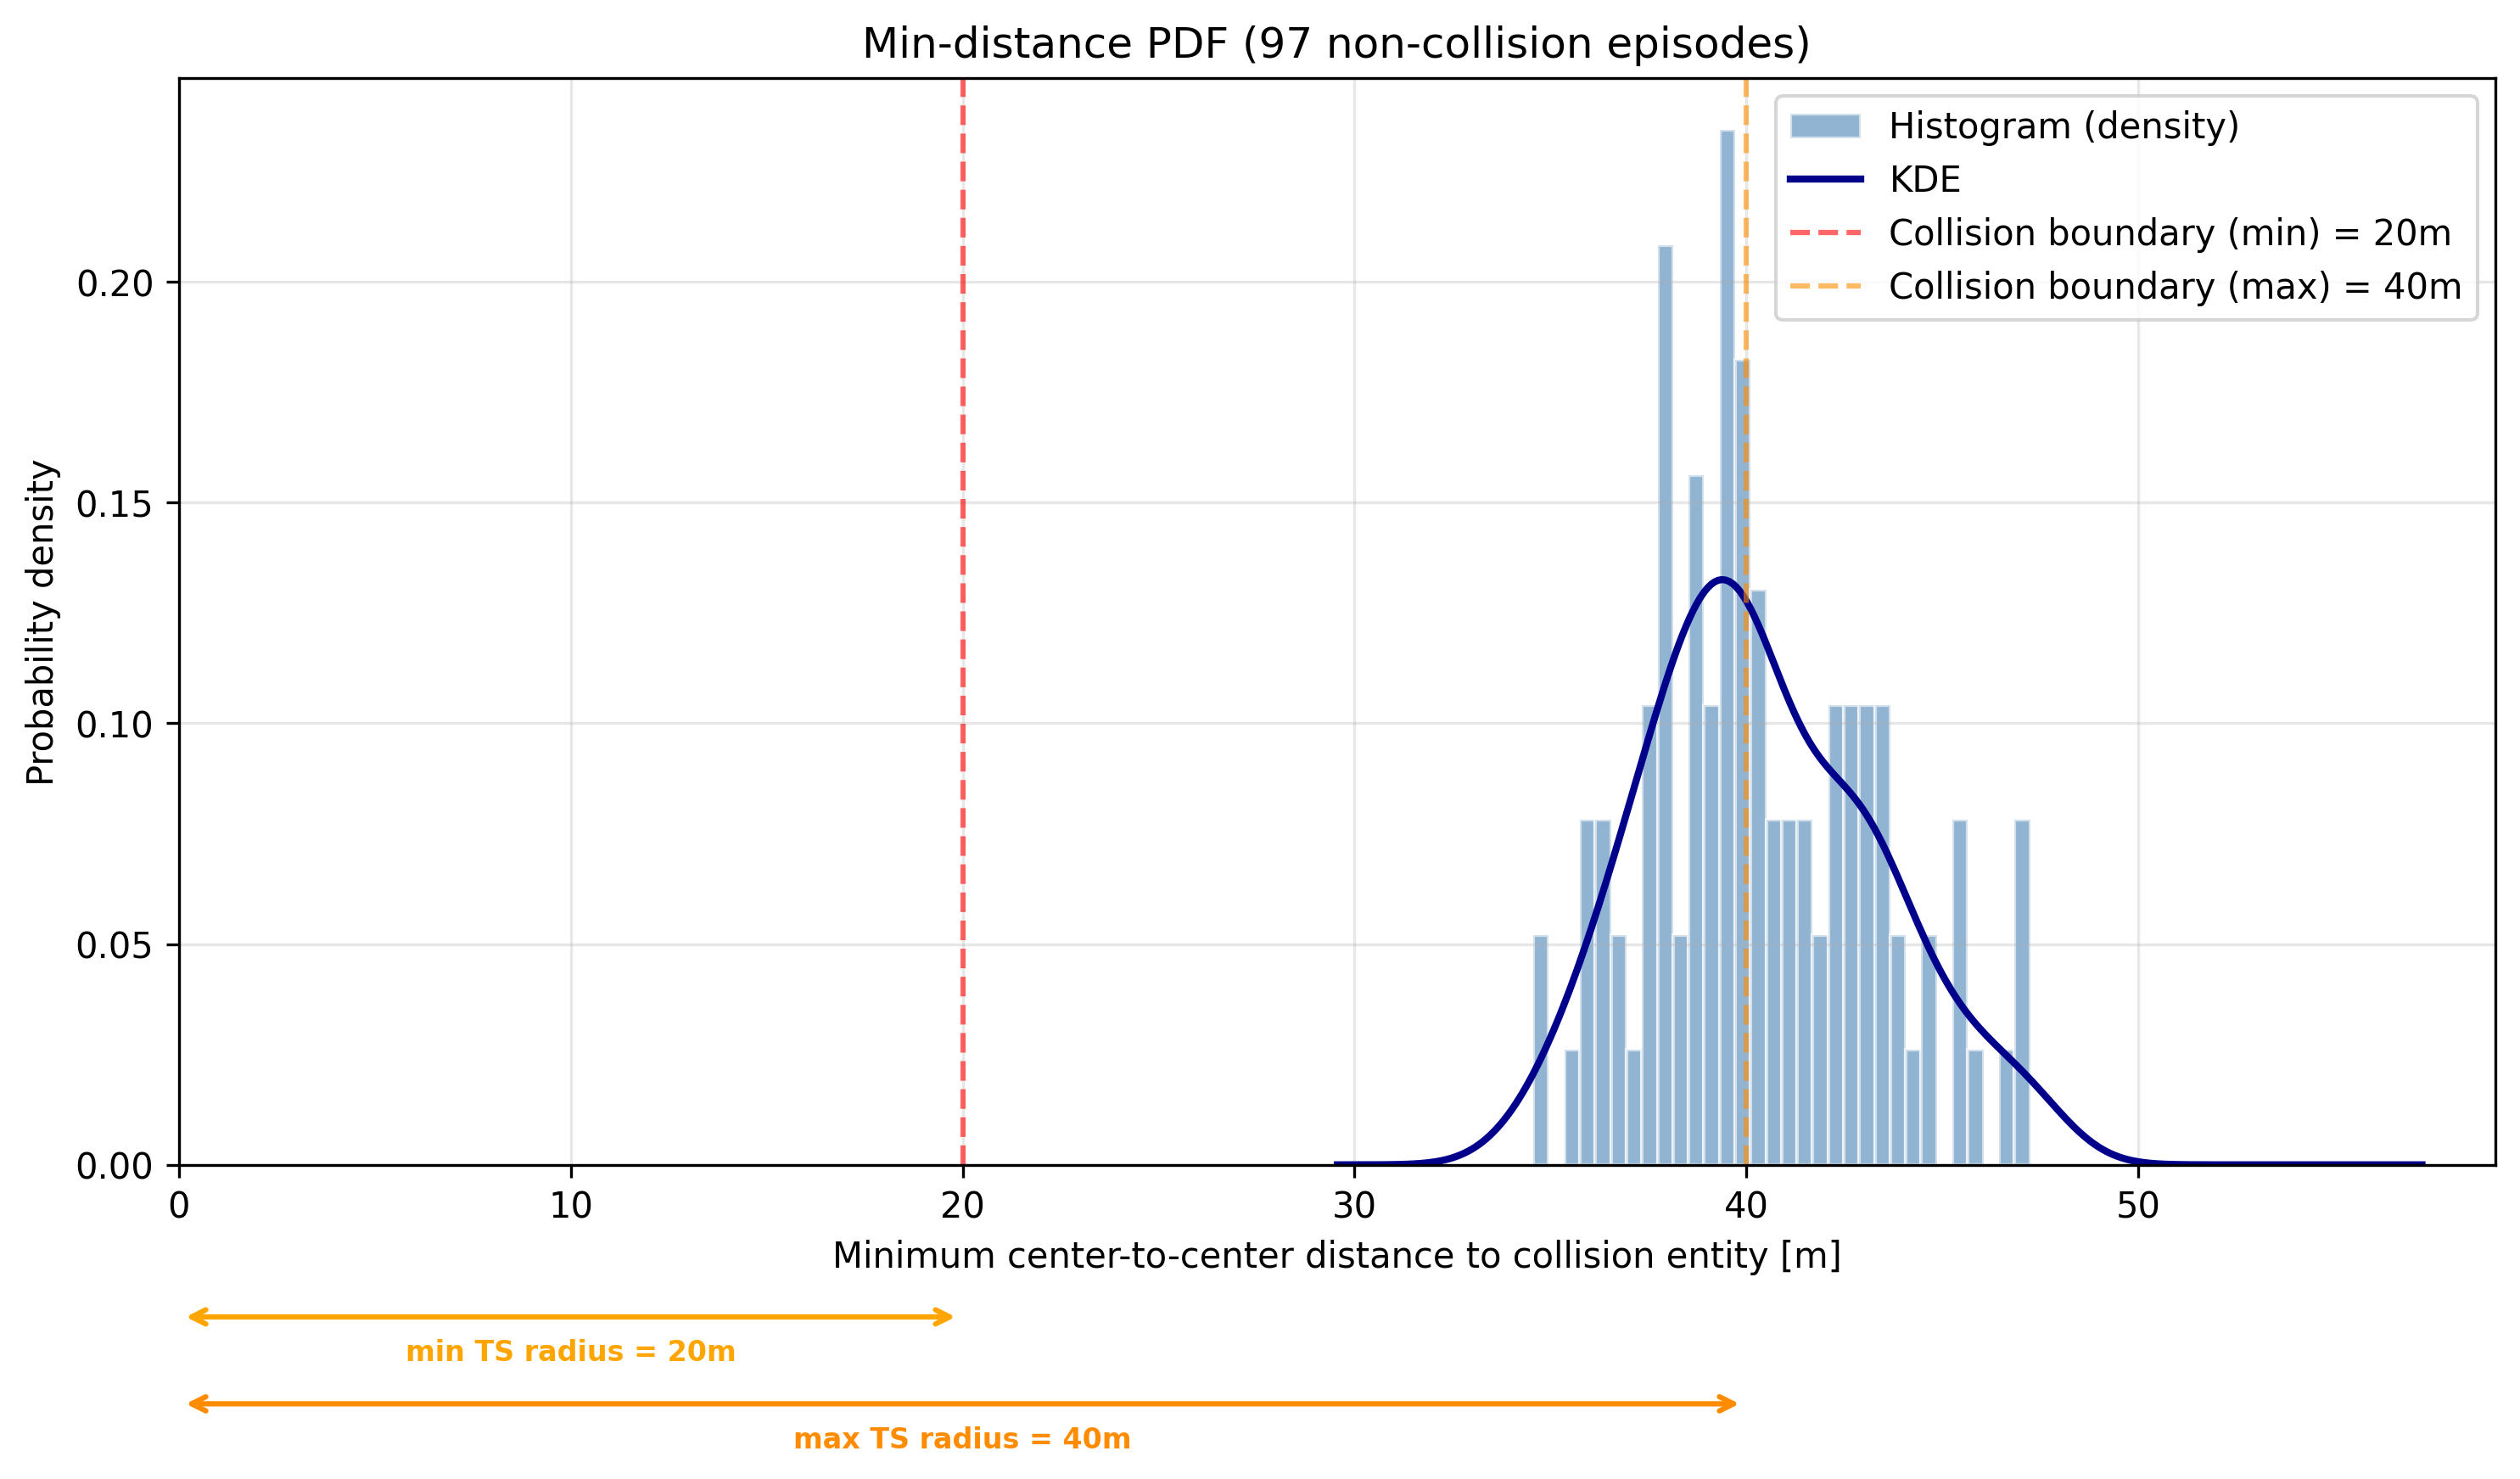 Min-distance PDF (97 non-collision episodes)
Histogram (density)
KDE
Collision boundary (min) = 20m
Collision boundary (max) = 40m
Probability density
0.20
0.15
0.10
0.05
0.00
0 10 20 30 40 50
Minimum center-to-center distance to collision entity [m]
min TS radius = 20m
max TS radius = 40m